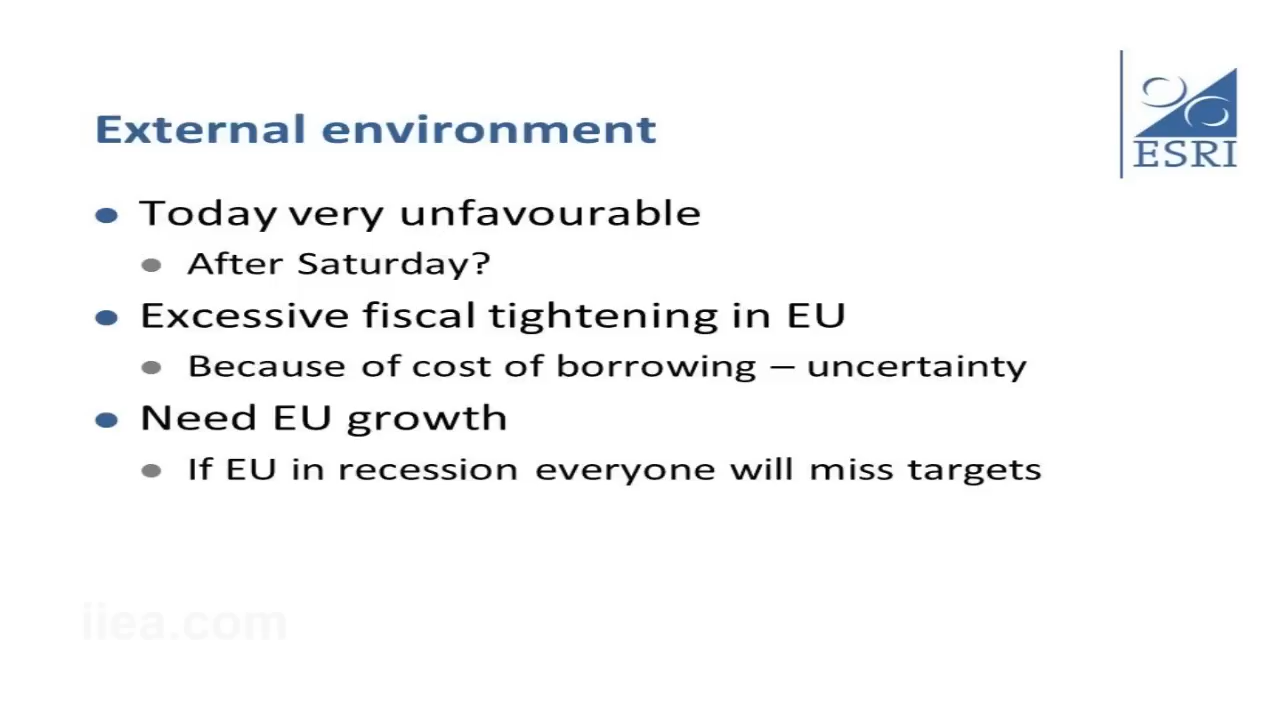 External environment
ESRI
Today very unfavourable
After Saturday?
Excessive fiscal tightening in EU
Because of cost of borrowing – uncertainty
Need EU growth
If EU in recession everyone will miss targets
iiea.com